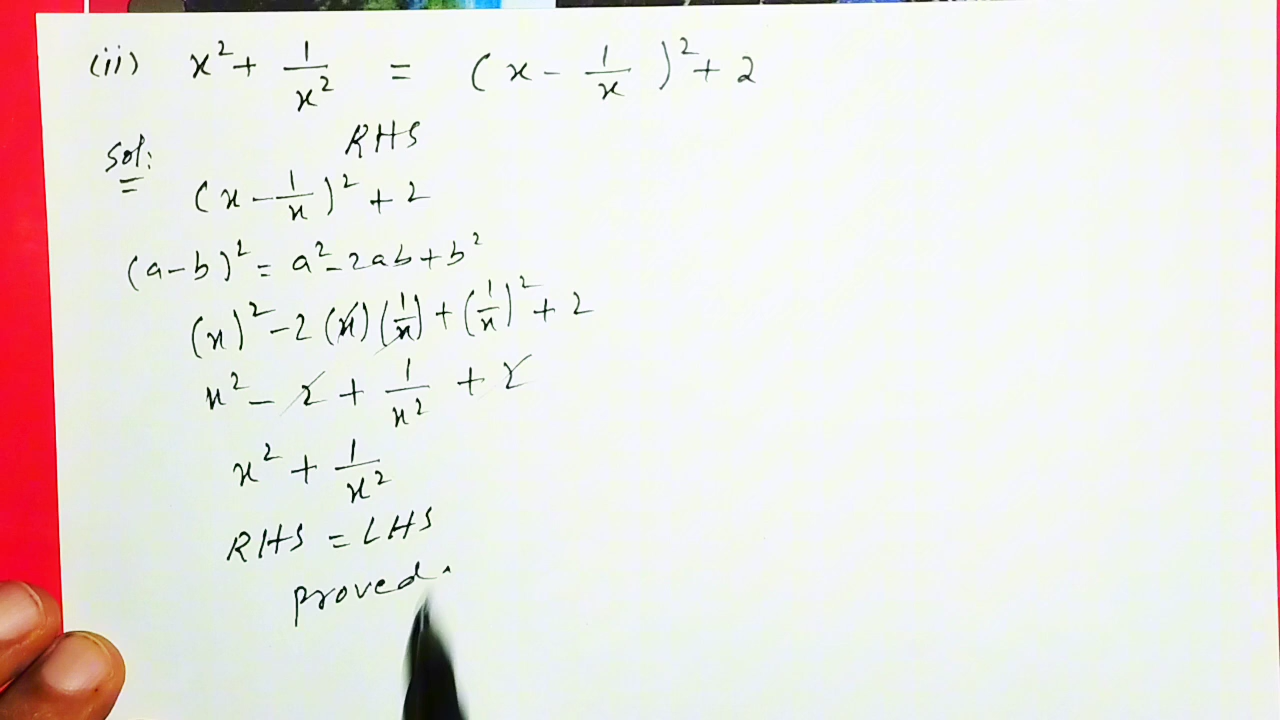 (ii) x² + 1/x² = (x - 1/x)² + 2
RHS
Sol:
(x - 1/x)² + 2
(a-b)² = a² - 2ab + b²
(x)² - 2(x)(1/x) + (1/x)² + 2
x² - 2 + 1/x² + 2
x² + 1/x²
RHS = LHS
Proved.